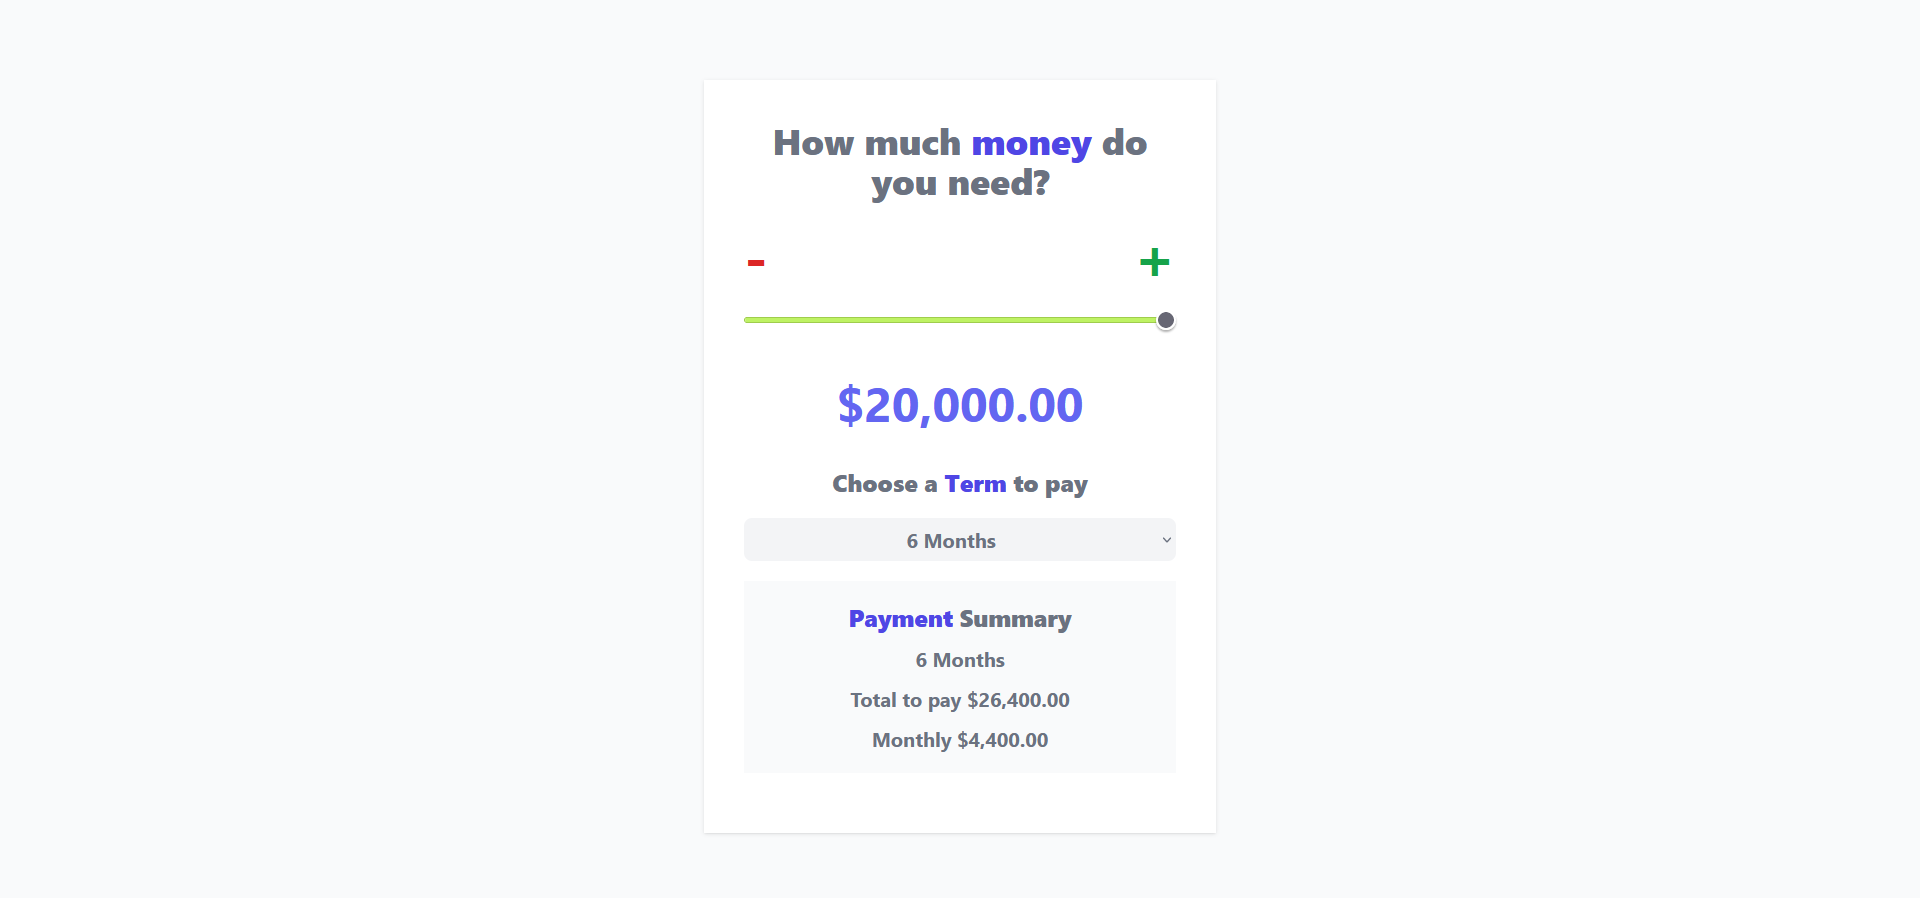 How much money do
you need?
- +
$20,000.00
Choose a Term to pay
6 Months
Payment Summary
6 Months
Total to pay $26,400.00
Monthly $4,400.00